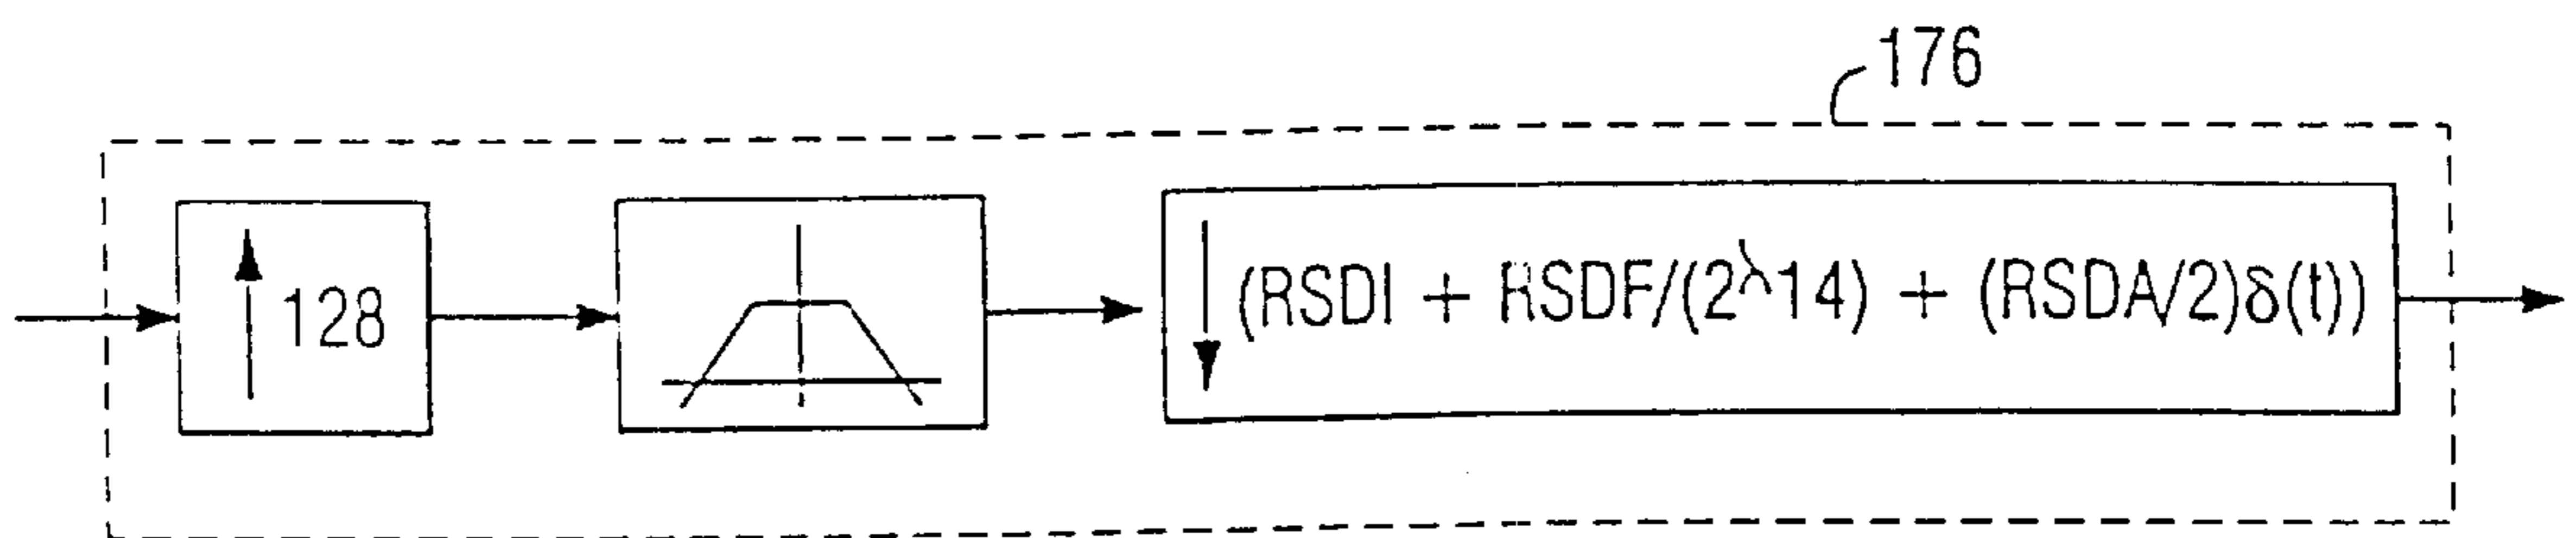 176
128
(RSDI + RSDF/(2^14) + (RSDA/2)δ(t))